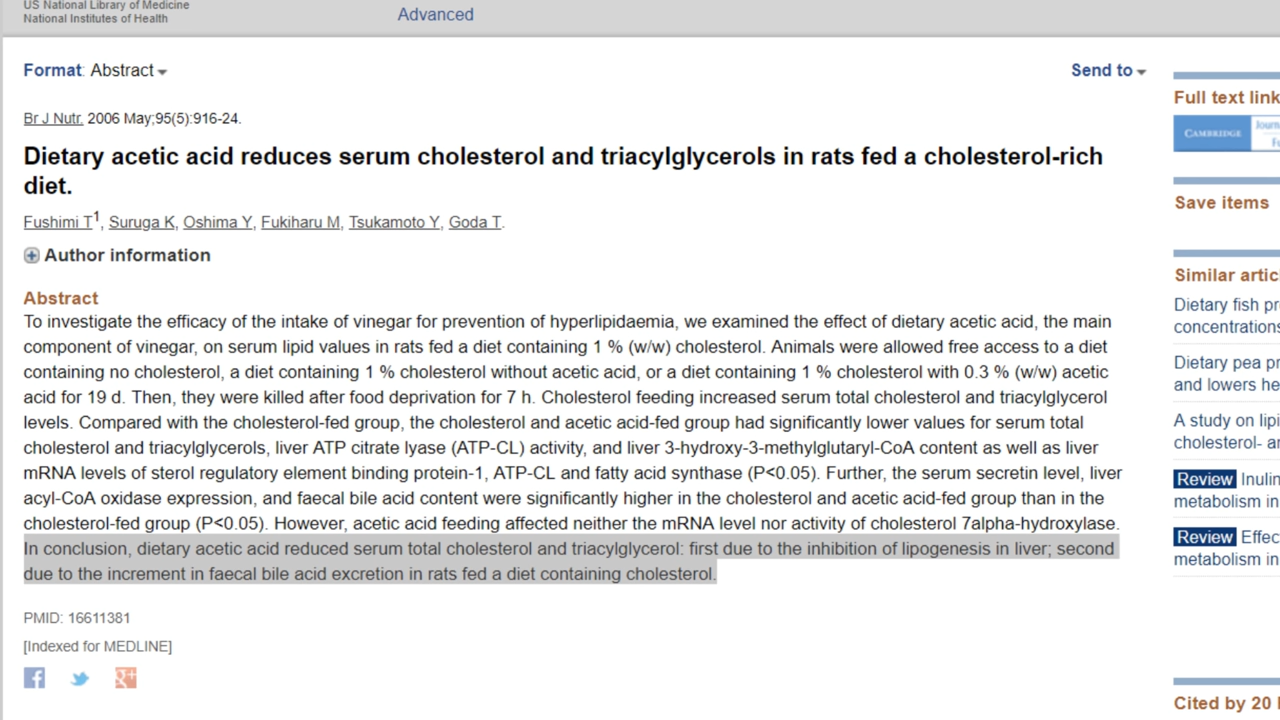 US National Library of Medicine
National Institutes of Health
Advanced
Format: Abstract
Send to
Br J Nutr. 2006 May;95(5):916-24.
Dietary acetic acid reduces serum cholesterol and triacylglycerols in rats fed a cholesterol-rich
diet.
Fushimi T1, Suruga K, Oshima Y, Fukiharu M, Tsukamoto Y, Goda T.
Author information
Abstract
To investigate the efficacy of the intake of vinegar for prevention of hyperlipidaemia, we examined the effect of dietary acetic acid, the main
component of vinegar, on serum lipid values in rats fed a diet containing 1 % (w/w) cholesterol. Animals were allowed free access to a diet
containing no cholesterol, a diet containing 1 % cholesterol without acetic acid, or a diet containing 1 % cholesterol with 0.3 % (w/w) acetic
acid for 19 d. Then, they were killed after food deprivation for 7 h. Cholesterol feeding increased serum total cholesterol and triacylglycerol
levels. Compared with the cholesterol-fed group, the cholesterol and acetic acid-fed group had significantly lower values for serum total
cholesterol and triacylglycerols, liver ATP citrate lyase (ATP-CL) activity, and liver 3-hydroxy-3-methylglutaryl-CoA content as well as liver
mRNA levels of sterol regulatory element binding protein-1, ATP-CL and fatty acid synthase (P<0.05). Further, the serum secretin level, liver
acyl-CoA oxidase expression, and faecal bile acid content were significantly higher in the cholesterol and acetic acid-fed group than in the
cholesterol-fed group (P<0.05). However, acetic acid feeding affected neither the mRNA level nor activity of cholesterol 7alpha-hydroxylase.
In conclusion, dietary acetic acid reduced serum total cholesterol and triacylglycerol: first due to the inhibition of lipogenesis in liver; second
due to the increment in faecal bile acid excretion in rats fed a diet containing cholesterol.
PMID: 16611381
[Indexed for MEDLINE]
f
g+
Full text link
CAMBRIDGE
Save items
Similar artic
Dietary fish pr
concentrations
Dietary pea pr
and lowers he
A study on lipi
cholesterol- a
Review Inulin
metabolism in
Review Effec
metabolism in
Cited by 20